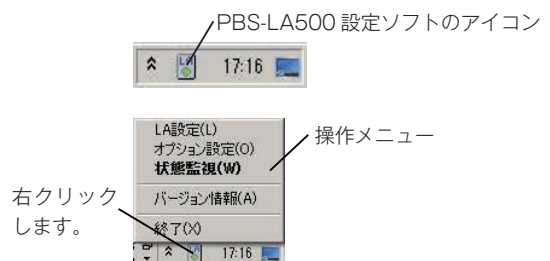 PBS-LA500 設定ソフトのアイコン
LA 17:16
LA設定(L)
オプション設定(O)
状態監視(W)
操作メニュー
バージョン情報(A)
右クリック
します。
終了(X)
17:16